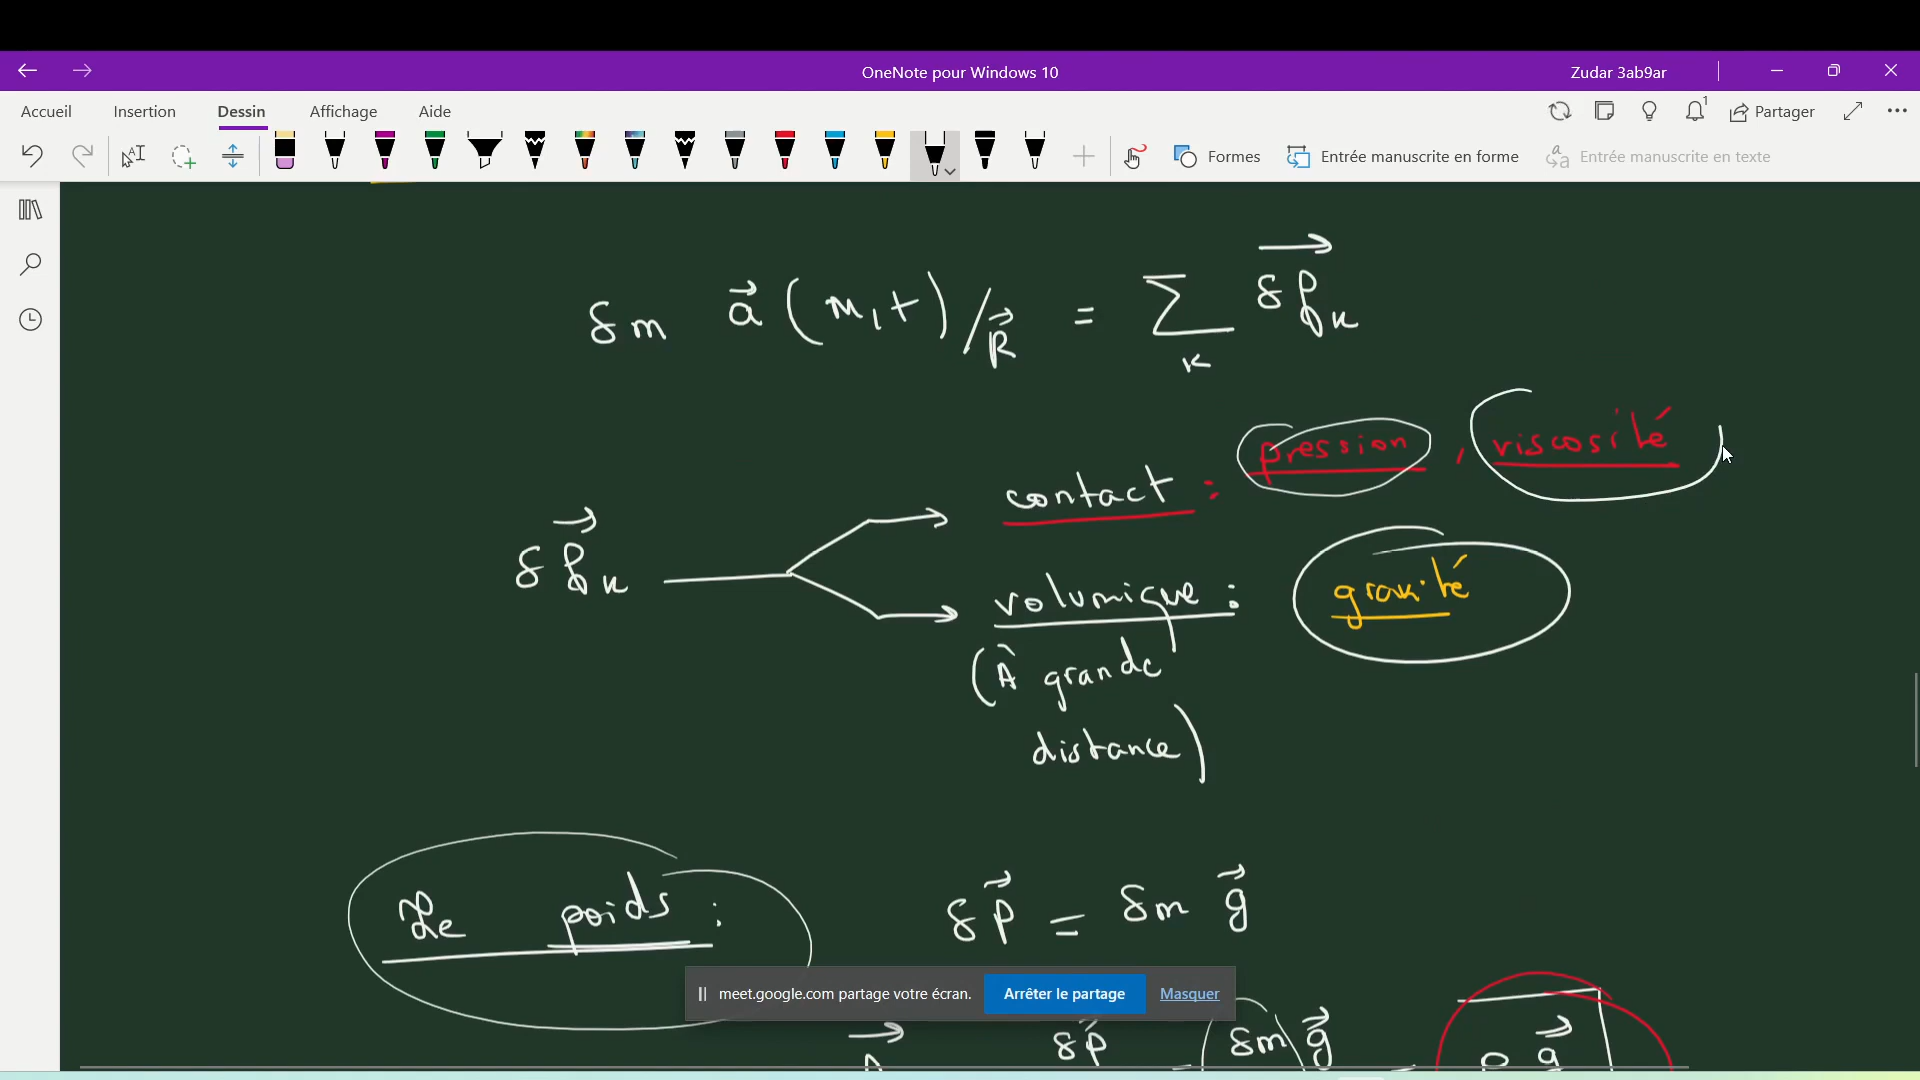 OneNote pour Windows 10
Zudar 3ab9ar
Accueil Insertion Dessin Affichage Aide
1
Partager
Formes
Entrée manuscrite en forme
Entrée manuscrite en texte
δm a⃗ (M, t) /R⃗ = ∑ₖ δf⃗ₖ
pression , viscosité
contact :
δf⃗ₖ
volumique : gravité
(À grande
distance)
Le poids : δp⃗ = δm g⃗
meet.google.com partage votre écran. Arrêter le partage Masquer
δp⃗ = δm g⃗ = ρ g⃗